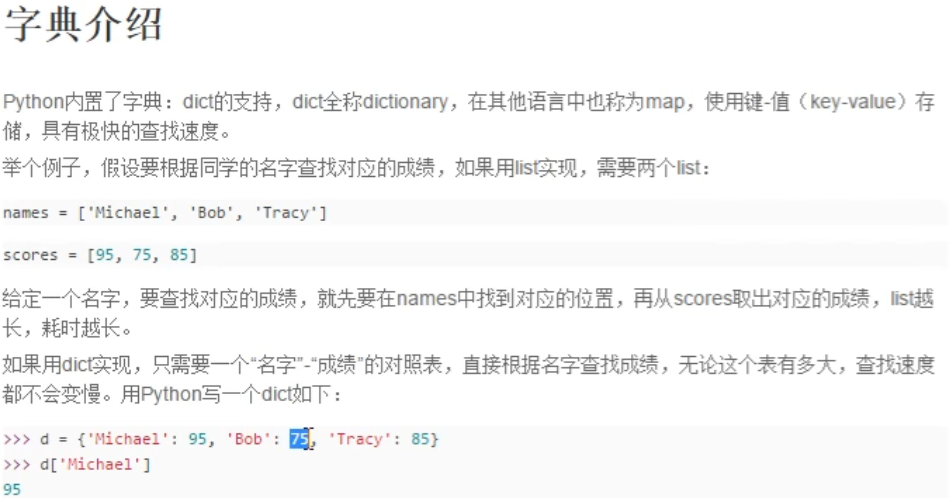 字典介绍
Python内置了字典：dict的支持，dict全称dictionary，在其他语言中也称为map，使用键-值（key-value）存
储，具有极快的查找速度。
举个例子，假设要根据同学的名字查找对应的成绩，如果用list实现，需要两个list：
names = ['Michael', 'Bob', 'Tracy']
scores = [95, 75, 85]
给定一个名字，要查找对应的成绩，就先要在names中找到对应的位置，再从scores取出对应的成绩，list越
长，耗时越长。
如果用dict实现，只需要一个“名字”-“成绩”的对照表，直接根据名字查找成绩，无论这个表有多大，查找速度
都不会变慢。用Python写一个dict如下：
>>> d = {'Michael': 95, 'Bob': 75, 'Tracy': 85}
>>> d['Michael']
95